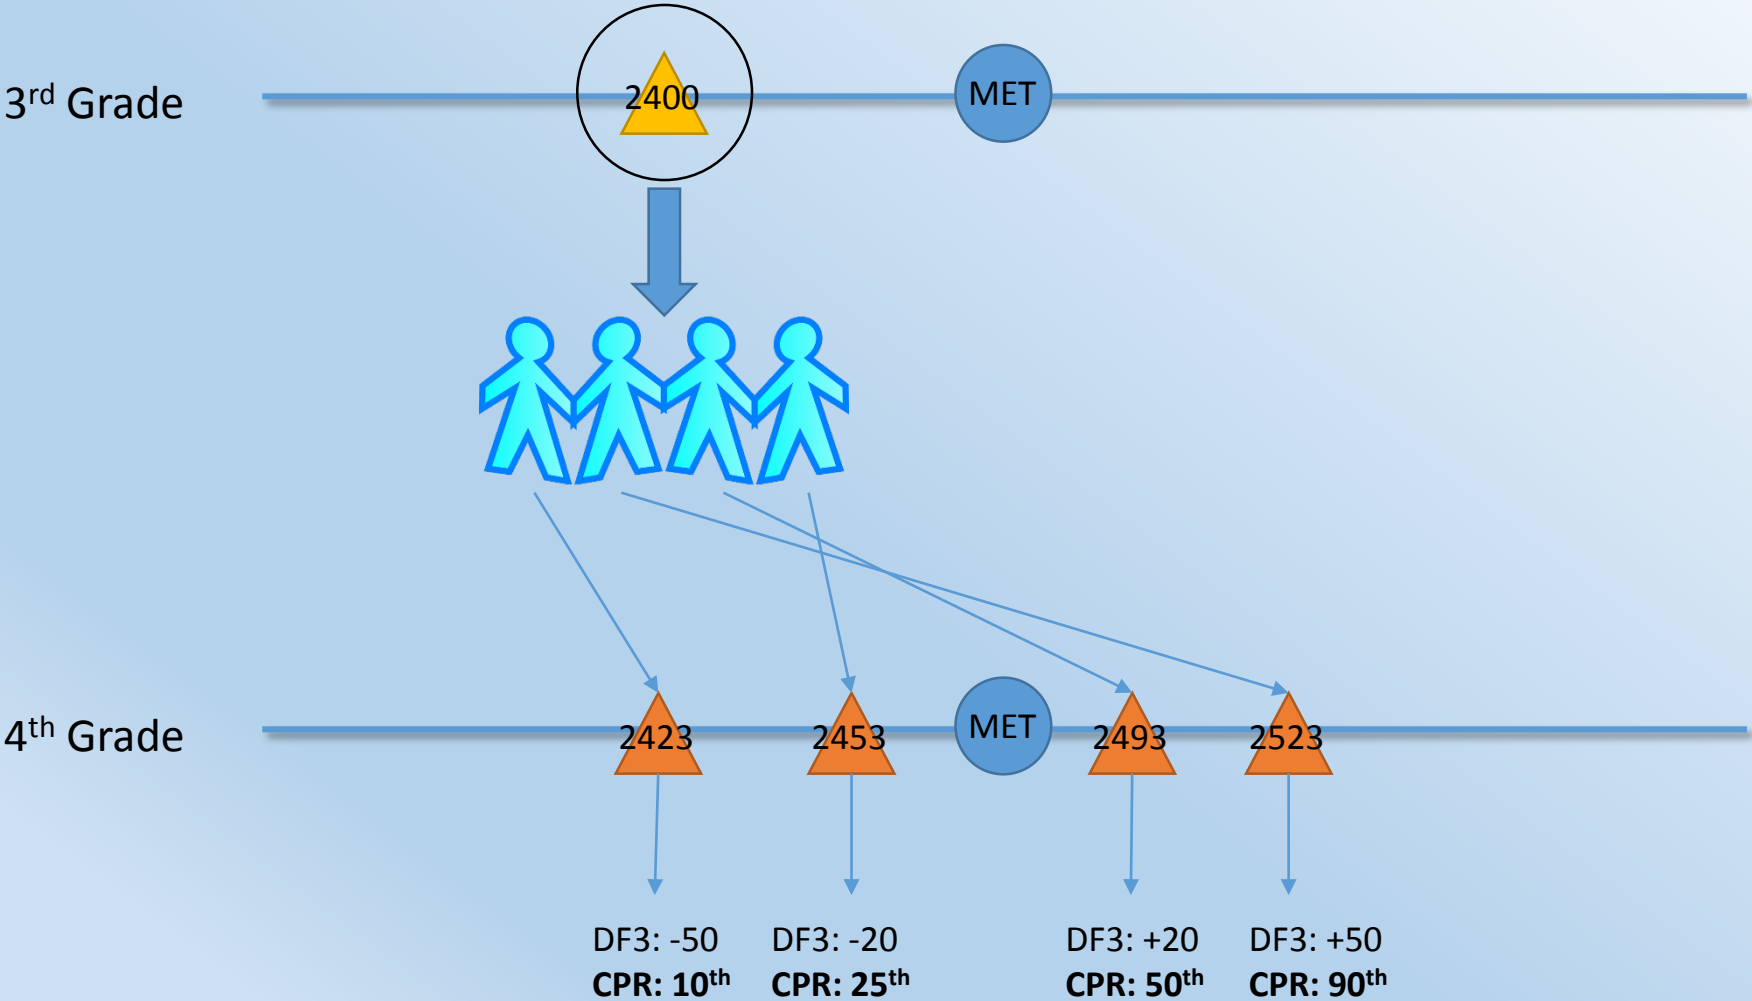 3rd Grade
2400
MET
4th Grade
2423
2453
MET
2493
2523
DF3: -50
CPR: 10th
DF3: -20
CPR: 25th
DF3: +20
CPR: 50th
DF3: +50
CPR: 90th